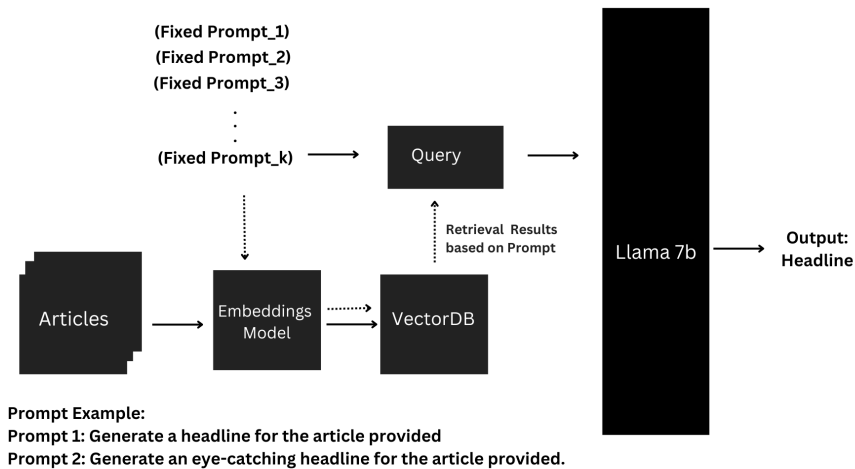 (Fixed Prompt_1)
(Fixed Prompt_2)
(Fixed Prompt_3)
(Fixed Prompt_k)
Query
Retrieval Results
based on Prompt
Llama 7b
Output:
Headline
Articles
Embeddings
Model
VectorDB
Prompt Example:
Prompt 1: Generate a headline for the article provided
Prompt 2: Generate an eye-catching headline for the article provided.